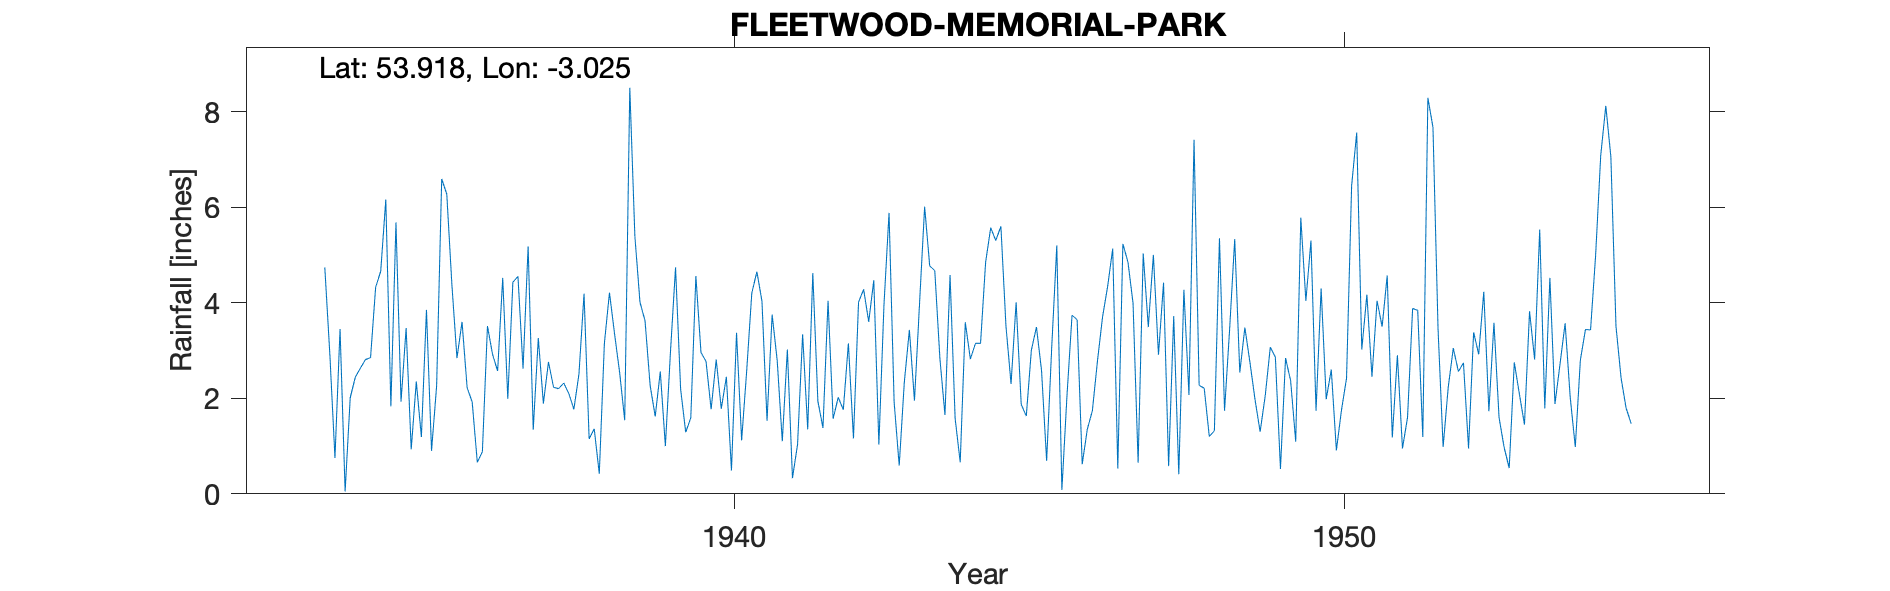 FLEETWOOD-MEMORIAL-PARK
Lat: 53.918, Lon: -3.025
8
6
4
2
0
Rainfall [inches]
1940 1950
Year